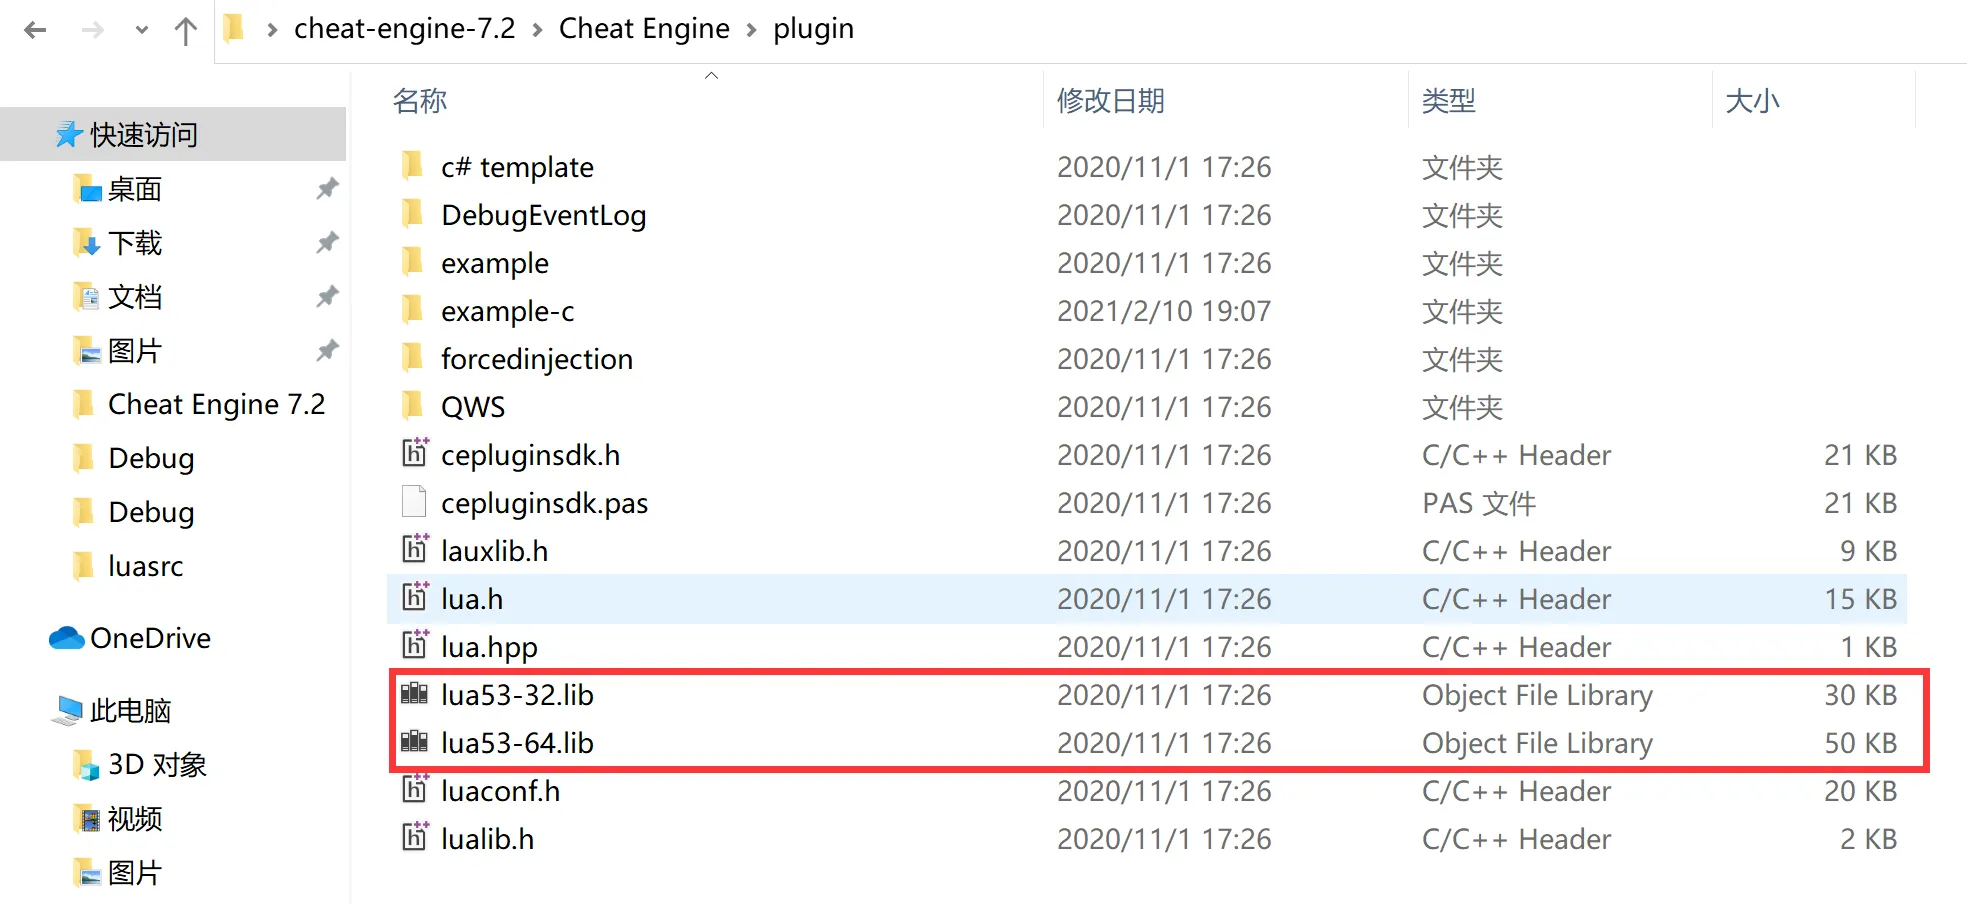 cheat-engine-7.2 > Cheat Engine > plugin
名称 修改日期 类型 大小
快速访问
桌面
下载
文档
图片
Cheat Engine 7.2
Debug
Debug
luasrc
OneDrive
此电脑
3D 对象
视频
图片
c# template 2020/11/1 17:26 文件夹
DebugEventLog 2020/11/1 17:26 文件夹
example 2020/11/1 17:26 文件夹
example-c 2021/2/10 19:07 文件夹
forcedinjection 2020/11/1 17:26 文件夹
QWS 2020/11/1 17:26 文件夹
cepluginsdk.h 2020/11/1 17:26 C/C++ Header 21 KB
cepluginsdk.pas 2020/11/1 17:26 PAS 文件 21 KB
lauxlib.h 2020/11/1 17:26 C/C++ Header 9 KB
lua.h 2020/11/1 17:26 C/C++ Header 15 KB
lua.hpp 2020/11/1 17:26 C/C++ Header 1 KB
lua53-32.lib 2020/11/1 17:26 Object File Library 30 KB
lua53-64.lib 2020/11/1 17:26 Object File Library 50 KB
luaconf.h 2020/11/1 17:26 C/C++ Header 20 KB
lualib.h 2020/11/1 17:26 C/C++ Header 2 KB